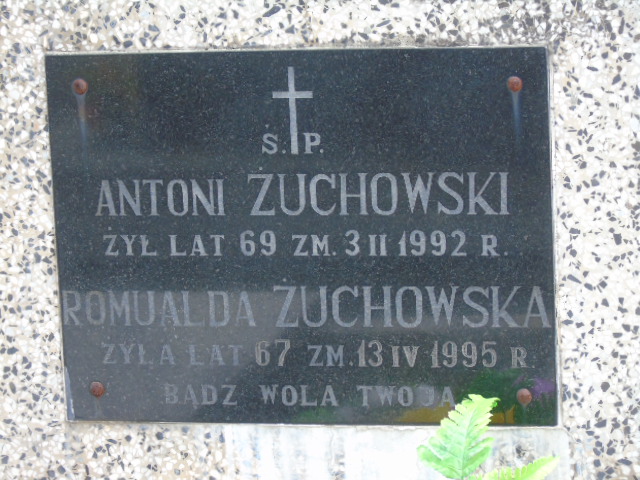 Ś.P.
ANTONI ŻUCHOWSKI
ŻYŁ LAT 69 ZM. 3 II 1992 R.
ROMUALDA ŻUCHOWSKA
ŻYŁA LAT 67 ZM. 13 IV 1995 R.
BĄDŹ WOLA TWOJA